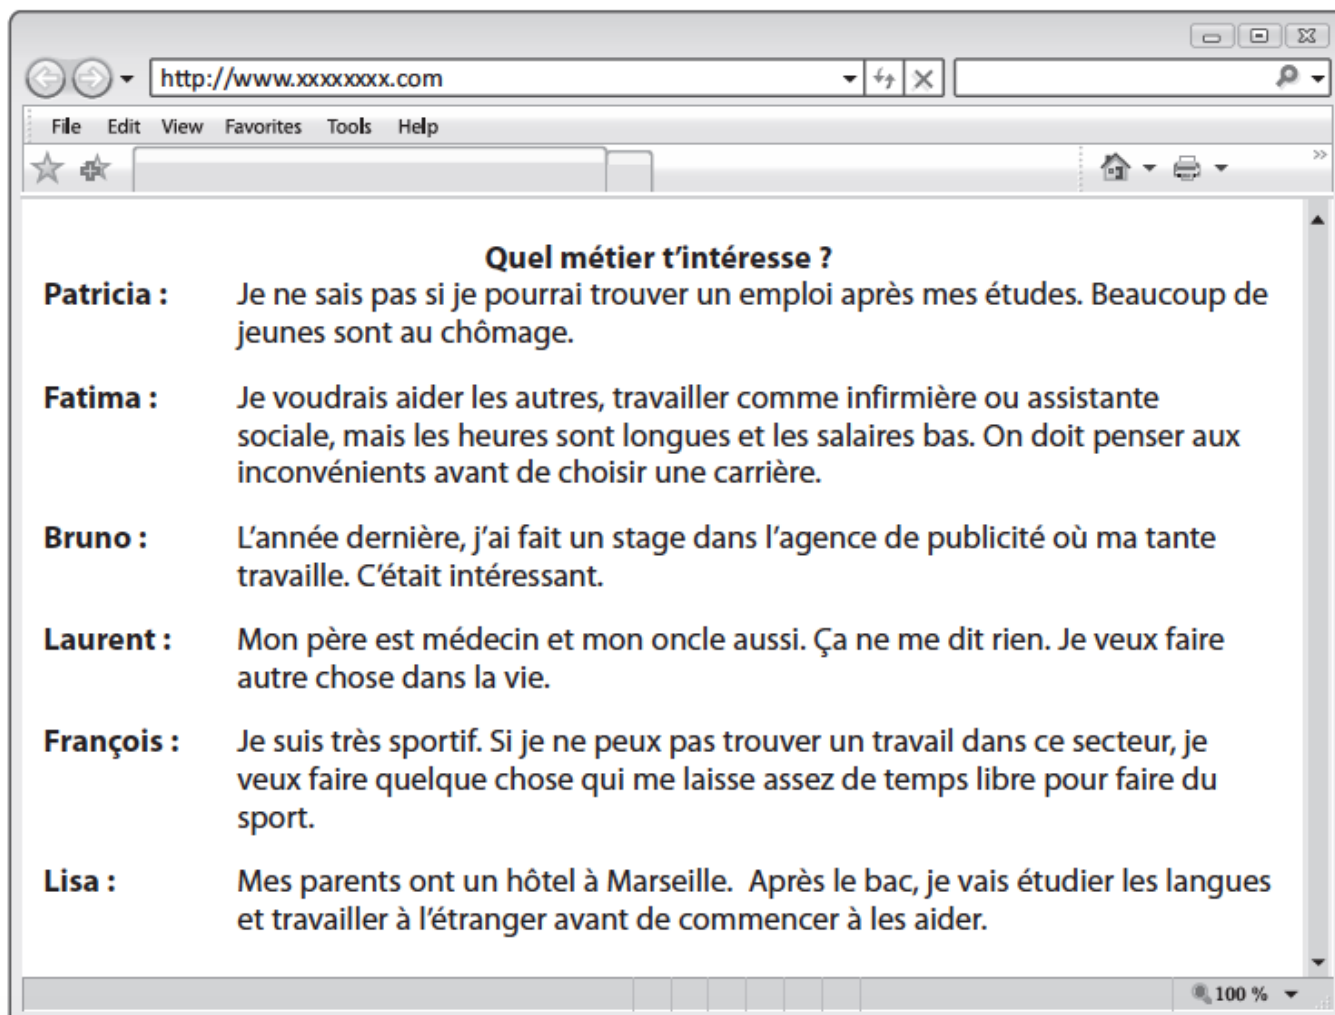 http://www.xxxxxxxx.com
File Edit View Favorites Tools Help
Quel métier t'intéresse ?
Patricia : Je ne sais pas si je pourrai trouver un emploi après mes études. Beaucoup de
jeunes sont au chômage.
Fatima : Je voudrais aider les autres, travailler comme infirmière ou assistante
sociale, mais les heures sont longues et les salaires bas. On doit penser aux
inconvénients avant de choisir une carrière.
Bruno : L'année dernière, j'ai fait un stage dans l'agence de publicité où ma tante
travaille. C'était intéressant.
Laurent : Mon père est médecin et mon oncle aussi. Ça ne me dit rien. Je veux faire
autre chose dans la vie.
François : Je suis très sportif. Si je ne peux pas trouver un travail dans ce secteur, je
veux faire quelque chose qui me laisse assez de temps libre pour faire du
sport.
Lisa : Mes parents ont un hôtel à Marseille. Après le bac, je vais étudier les langues
et travailler à l'étranger avant de commencer à les aider.
100 %